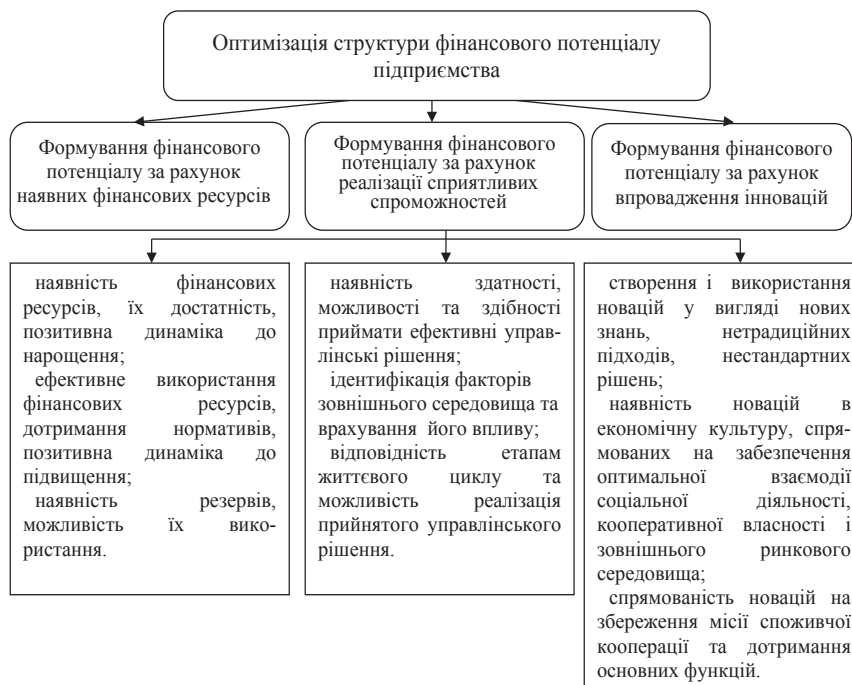 Оптимізація структури фінансового потенціалу
підприємства
Формування фінансового
потенціалу за рахунок
наявних фінансових ресурсів
Формування фінансового
потенціалу за рахунок
реалізації сприятливих
спроможностей
Формування фінансового
потенціалу за рахунок
впровадження інновацій
наявність фінансових
ресурсів, їх достатність,
позитивна динаміка до
нарощення;
ефективне використання
фінансових ресурсів,
дотримання нормативів,
позитивна динаміка до
підвищення;
наявність резервів,
можливість їх вико-
ристання.
наявність здатності,
можливості та здібності
приймати ефективні управ-
лінські рішення;
ідентифікація факторів
зовнішнього середовища та
врахування його впливу;
відповідність етапам
життєвого циклу та
можливість реалізація
прийнятого управлінського
рішення.
створення і використання
новацій у вигляді нових
знань, нетрадиційних
підходів, нестандартних
рішень;
наявність новацій в
економічну культуру, спря-
мованих на забезпечення
оптимальної взаємодії
соціальної діяльності,
кооперативної власності і
зовнішнього ринкового
середовища;
спрямованість новацій на
збереження місії споживчої
кооперації та дотримання
основних функцій.